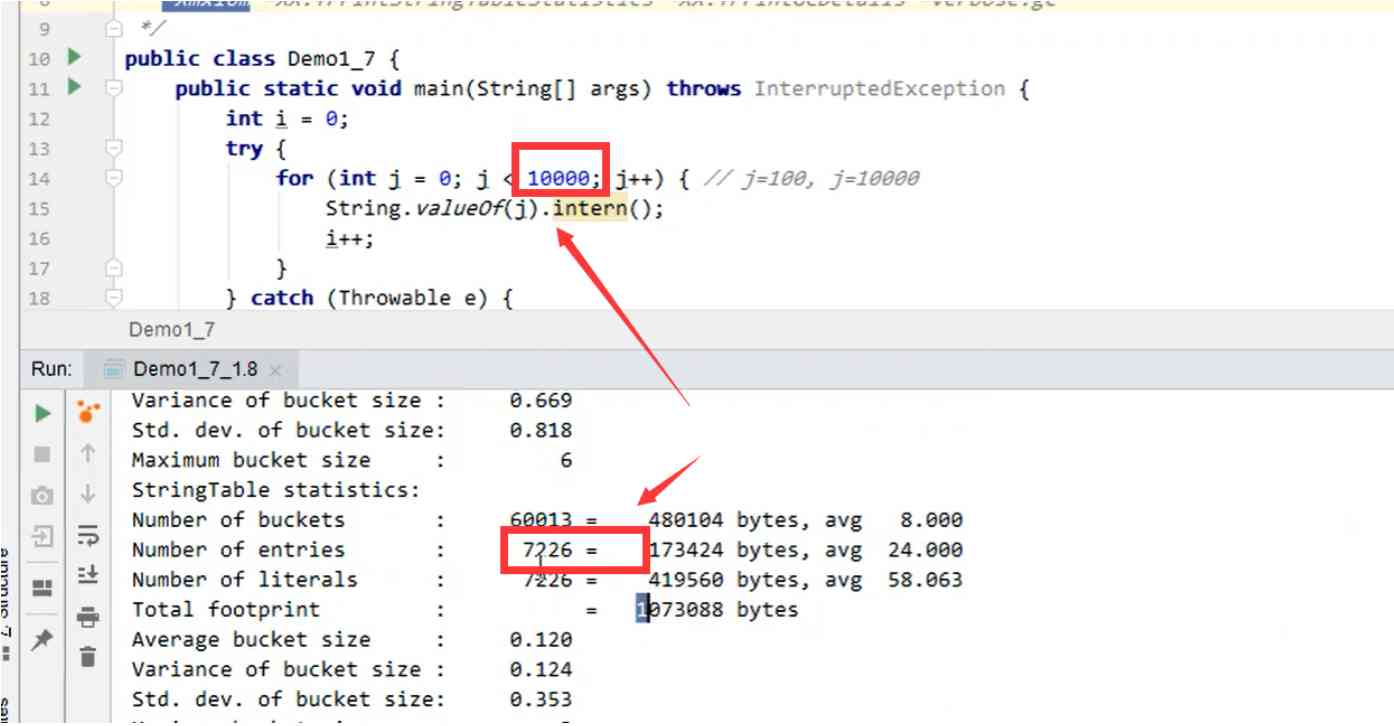 9 */
10 public class Demo1_7 {
11 public static void main(String[] args) throws InterruptedException {
12 int i = 0;
13 try {
14 for (int j = 0; j < 10000; j++) { // j=100, j=10000
15 String.valueOf(j).intern();
16 i++;
17 }
18 } catch (Throwable e) {
Demo1_7
Run: Demo1_7_1.8
Variance of bucket size : 0.669
Std. dev. of bucket size: 0.818
Maximum bucket size : 6
StringTable statistics:
Number of buckets : 60013 = 480104 bytes, avg 8.000
Number of entries : 7226 = 173424 bytes, avg 24.000
Number of literals : 7226 = 419560 bytes, avg 58.063
Total footprint : = 1073088 bytes
Average bucket size : 0.120
Variance of bucket size : 0.124
Std. dev. of bucket size: 0.353